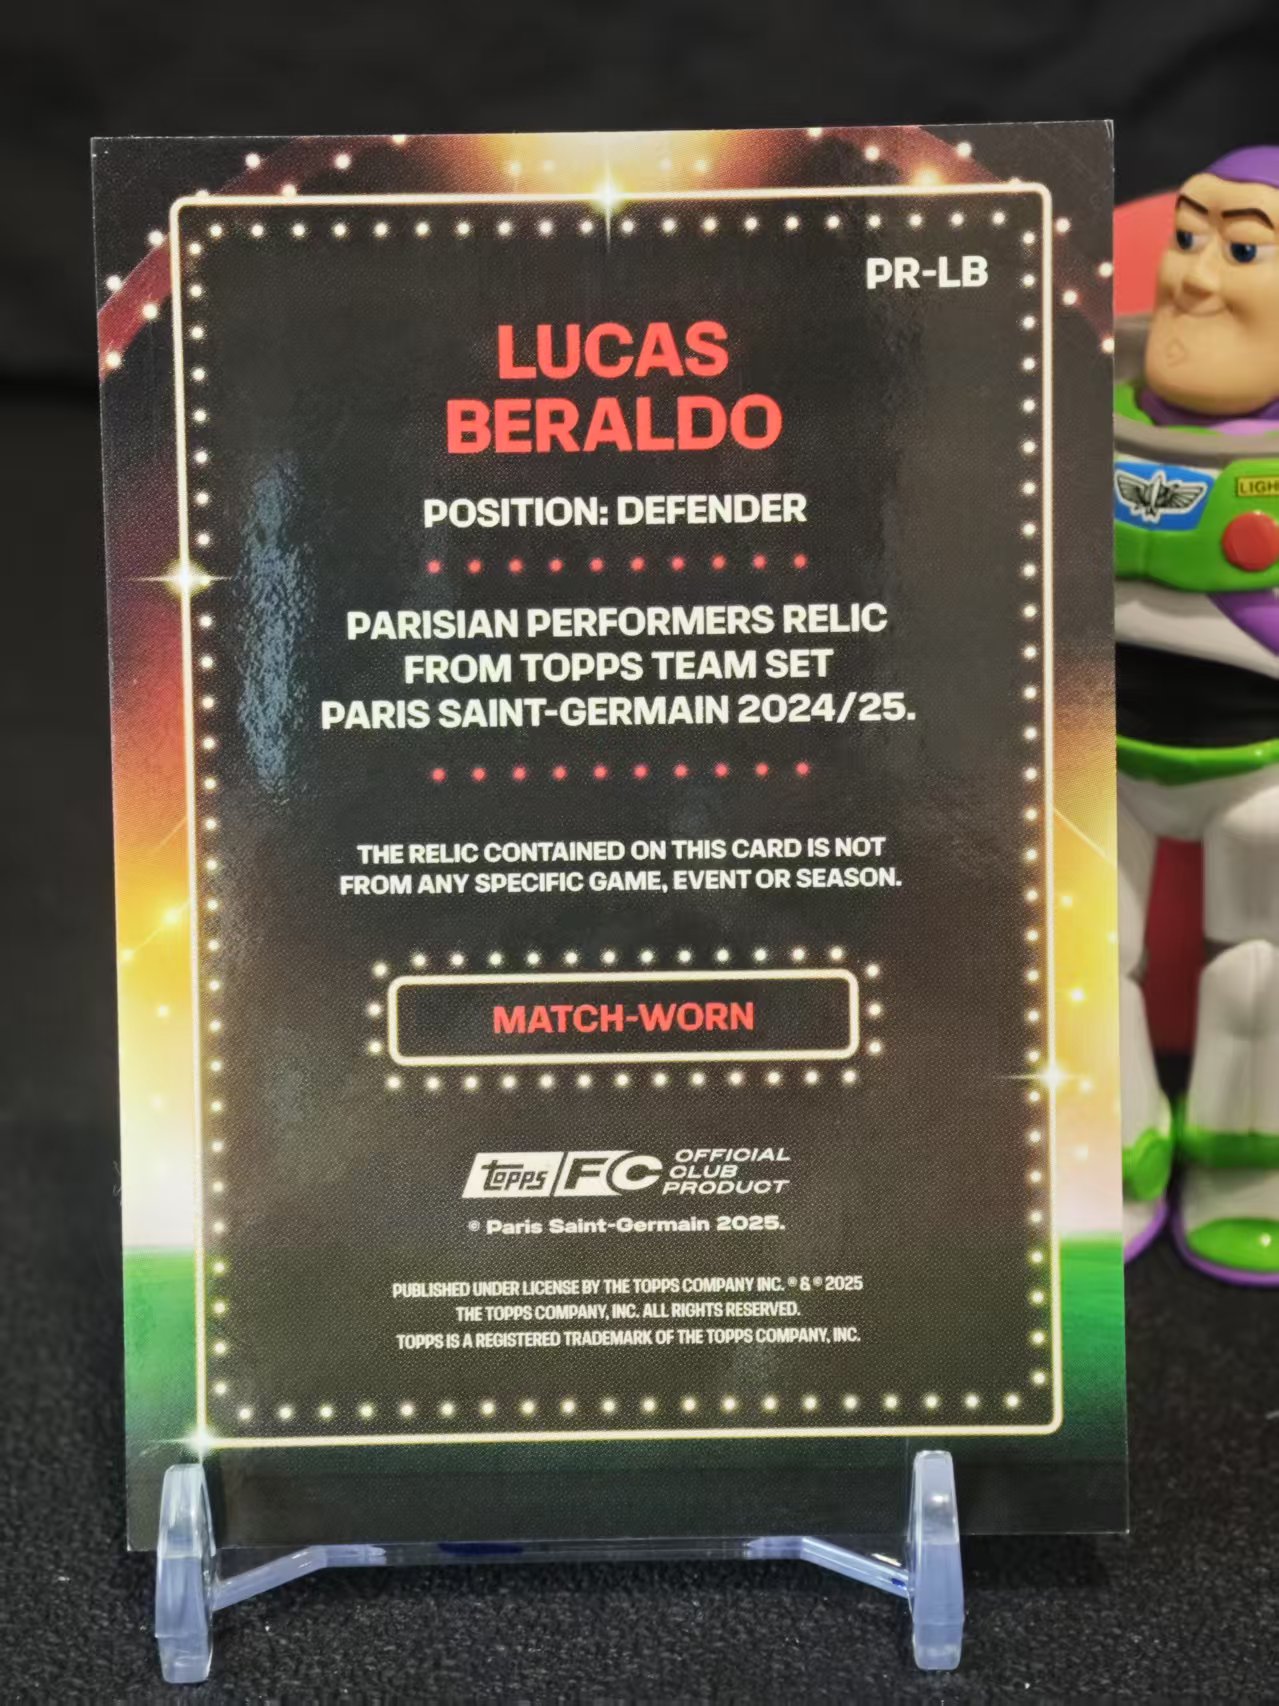 PR-LB
LUCAS
BERALDO
POSITION: DEFENDER
PARISIAN PERFORMERS RELIC
FROM TOPPS TEAM SET
PARIS SAINT-GERMAIN 2024/25.
THE RELIC CONTAINED ON THIS CARD IS NOT
FROM ANY SPECIFIC GAME, EVENT OR SEASON.
MATCH-WORN
topps FC OFFICIAL
CLUB
PRODUCT
© Paris Saint-Germain 2025.
PUBLISHED UNDER LICENSE BY THE TOPPS COMPANY INC. ® & © 2025
THE TOPPS COMPANY, INC. ALL RIGHTS RESERVED.
TOPPS IS A REGISTERED TRADEMARK OF THE TOPPS COMPANY, INC.
LIGH